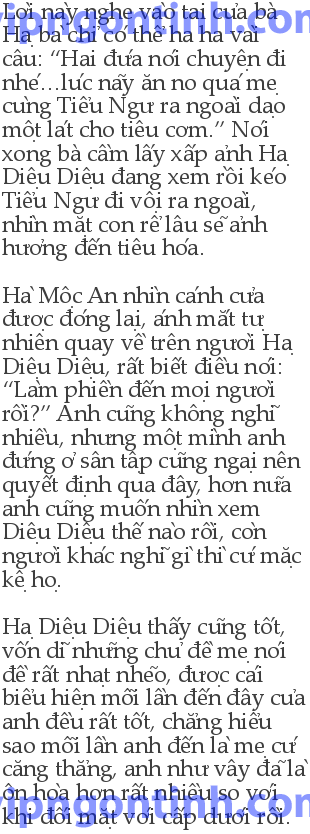 Lời này nghe vào tai của bà
Hạ bà chỉ có thể ha ha vài
câu: “Hai đứa nói chuyện đi
nhé...lúc nãy ăn no quá mẹ
cùng Tiểu Ngư ra ngoài dạo
một lát cho tiêu cơm.” Nói
xong bà cầm lấy xấp ảnh Hạ
Diệu Diệu đang xem rồi kéo
Tiểu Ngư đi vội ra ngoài,
nhìn mặt con rể lâu sẽ ảnh
hưởng đến tiêu hóa.
Hà Mộc An nhìn cánh cửa
được đóng lại, ánh mắt tự
nhiên quay về trên người Hạ
Diệu Diệu, rất biết điều nói:
“Làm phiền đến mọi người
rồi?” Anh cũng không nghĩ
nhiều, nhưng một mình anh
đứng ở sân tập cũng ngại nên
quyết định qua đây, hơn nữa
anh cũng muốn nhìn xem
Diệu Diệu thế nào rồi, còn
người khác nghĩ gì thì cứ mặc
kệ họ.
Hạ Diệu Diệu thấy cũng tốt,
vốn dĩ những chủ đề mẹ nói
đề rất nhạt nhẽo, được cái
biểu hiện mỗi lần đến đây của
anh đều rất tốt, chẳng hiểu
sao mỗi lần anh đến là mẹ cứ
căng thẳng, anh như vậy đã là
ôn hòa hơn rất nhiều so với
khi đối mặt với cấp dưới rồi.